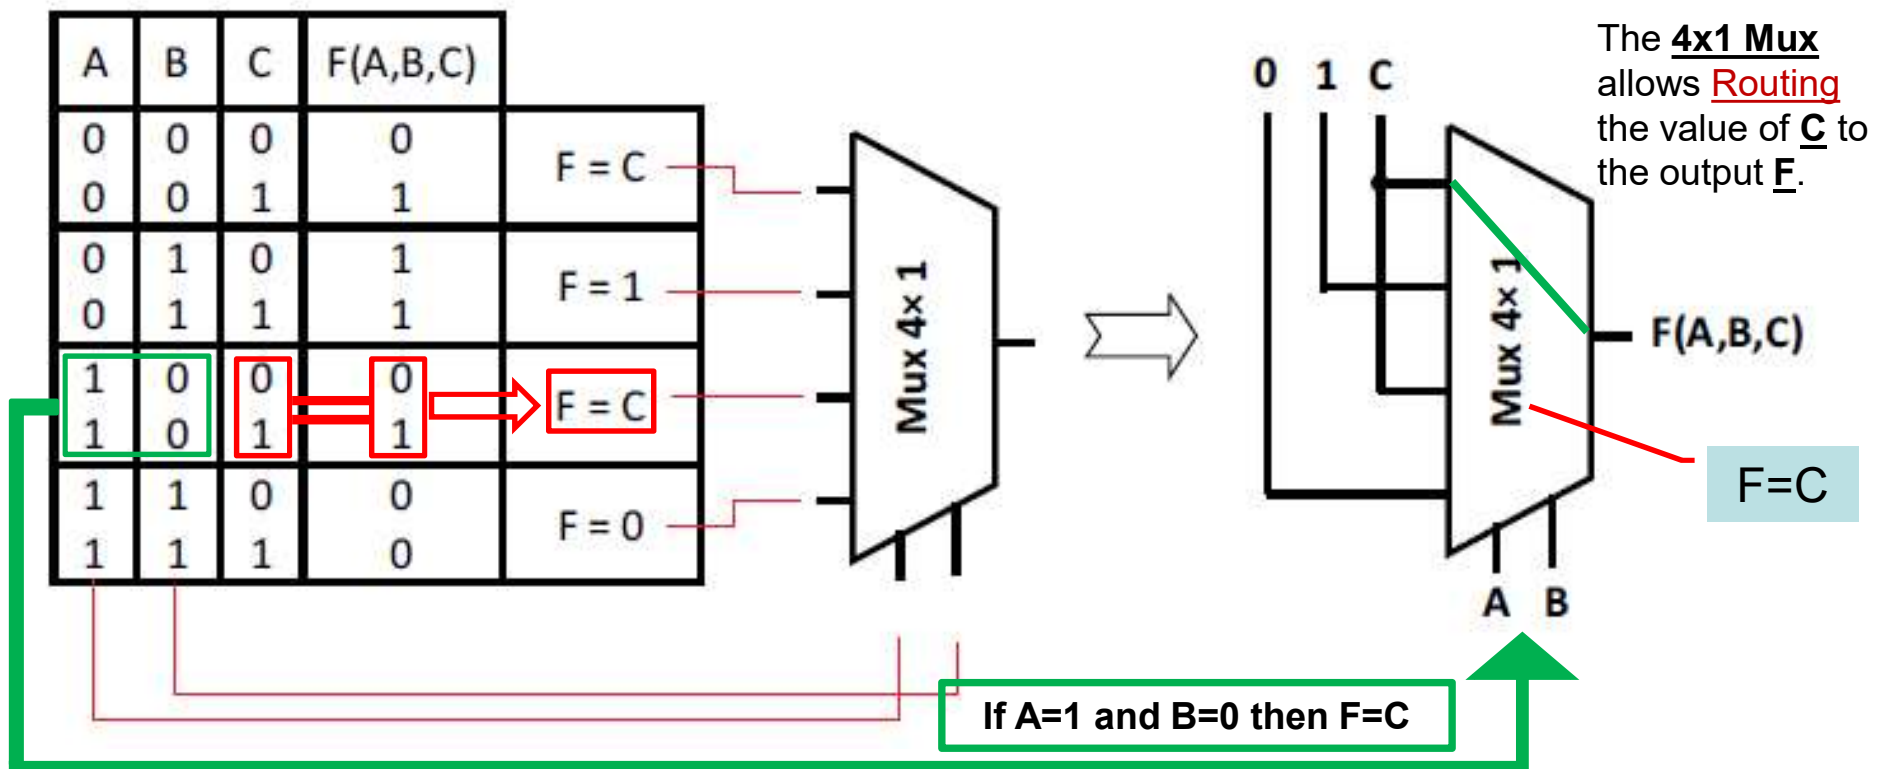 A B C F(A,B,C)
0 0 0 0
0 0 1 1
F = C
0 1 0 1
0 1 1 1
F = 1
1 0 0 0
1 0 1 1
F = C
1 1 0 0
1 1 1 0
F = 0
Mux 4× 1
0 1 C
Mux 4× 1
F(A,B,C)
A B
The 4x1 Mux
allows Routing
the value of C to
the output F.
F=C
If A=1 and B=0 then F=C